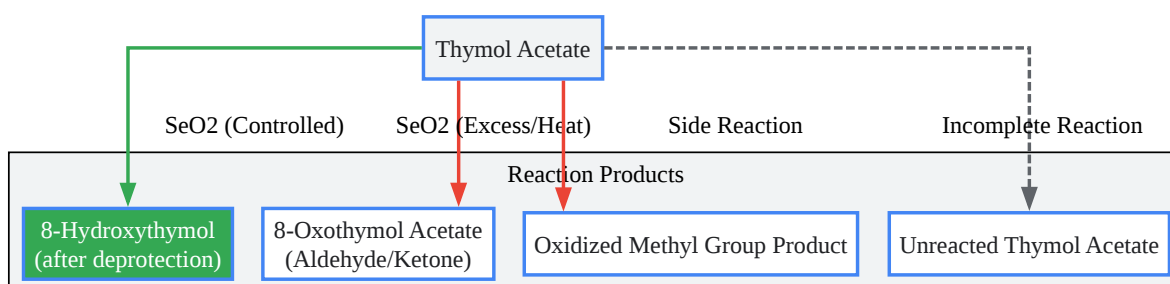 Thymol Acetate
SeO2 (Controlled)
SeO2 (Excess/Heat)
Side Reaction
Incomplete Reaction
Reaction Products
8-Hydroxythymol
(after deprotection)
8-Oxothymol Acetate
(Aldehyde/Ketone)
Oxidized Methyl Group Product
Unreacted Thymol Acetate